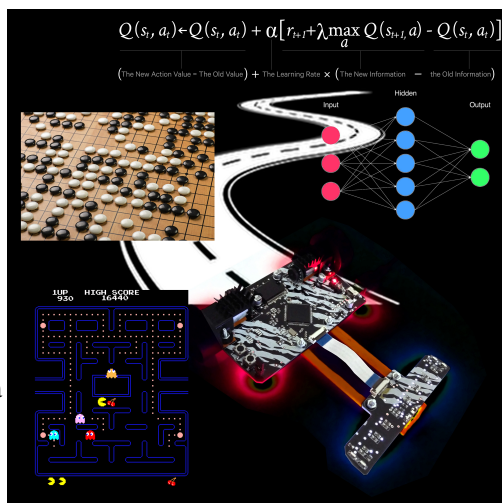 Q(sₜ, aₜ)←Q(sₜ, aₜ) + α[rₜ₊₁+λmax Q(sₜ₊₁, a) - Q(sₜ, aₜ)]
a
(The New Action Value = The Old Value) + The Learning Rate × (The New Information − the Old Information)
Hidden
Input
Output
1UP HIGH SCORE
930 16440
a